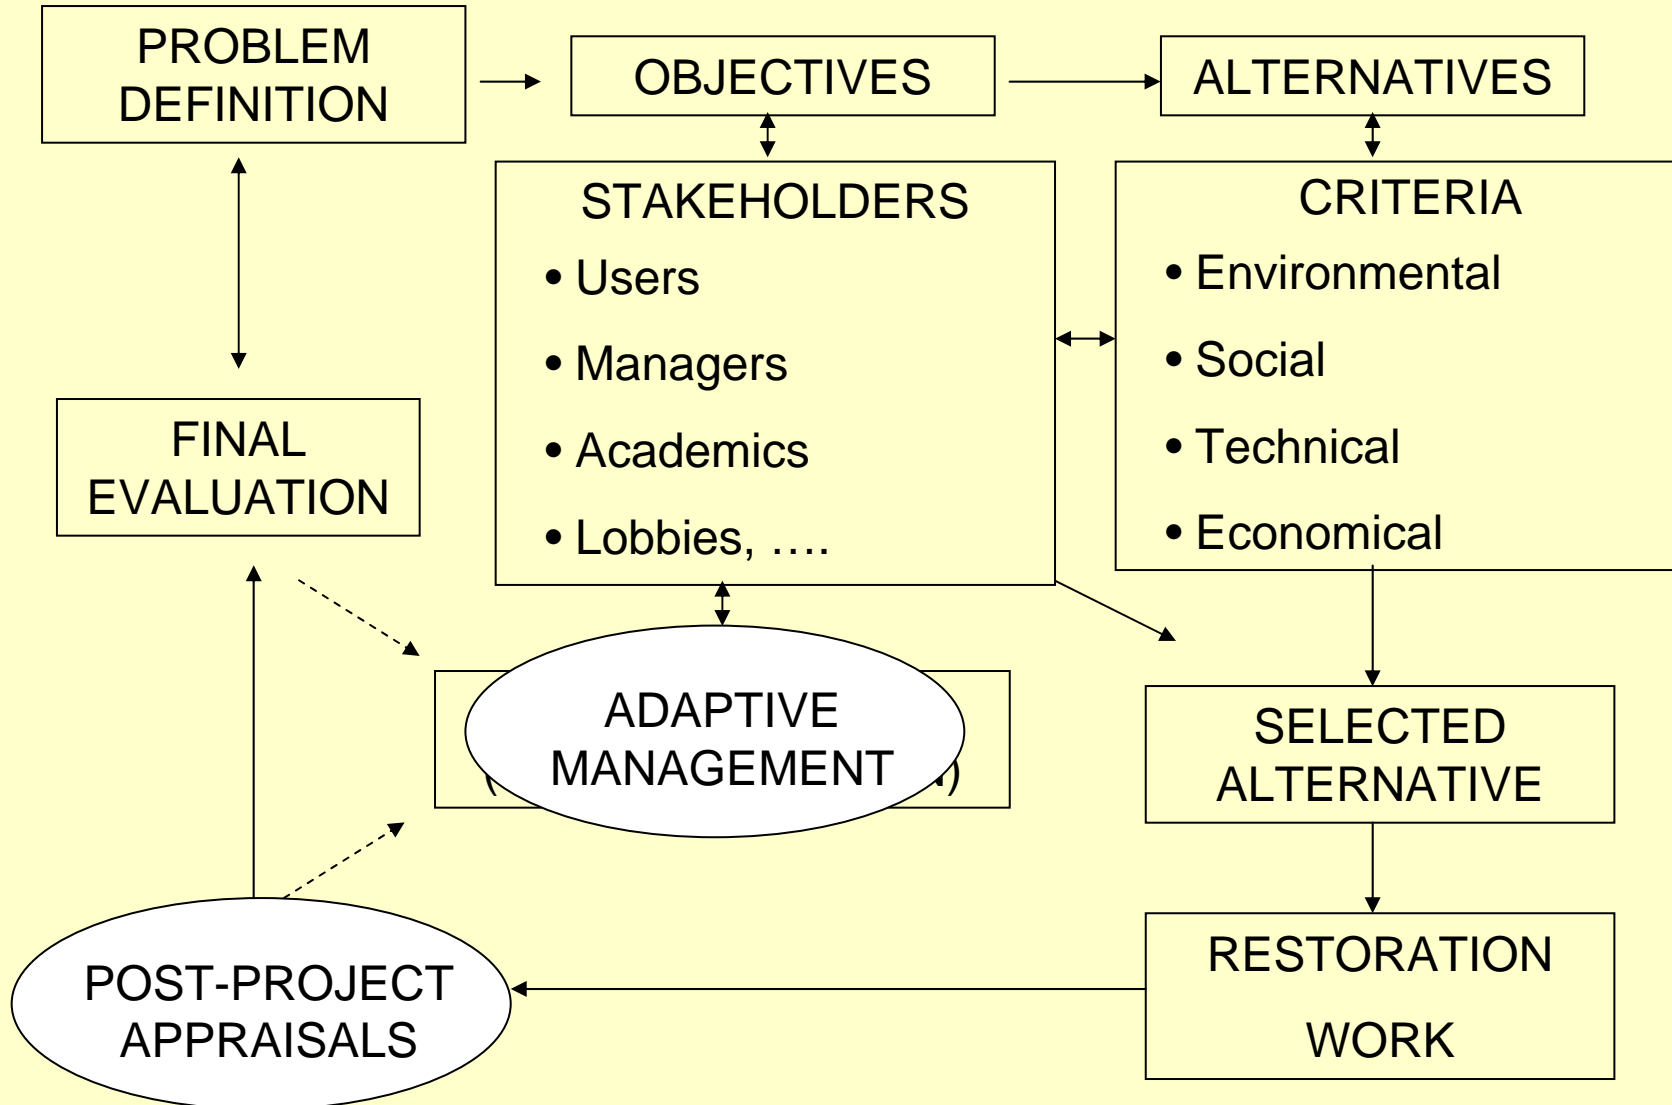 PROBLEM
DEFINITION
OBJECTIVES
ALTERNATIVES
STAKEHOLDERS
• Users
• Managers
• Academics
• Lobbies, ….
CRITERIA
• Environmental
• Social
• Technical
• Economical
FINAL
EVALUATION
ADAPTIVE
MANAGEMENT
SELECTED
ALTERNATIVE
POST-PROJECT
APPRAISALS
RESTORATION
WORK